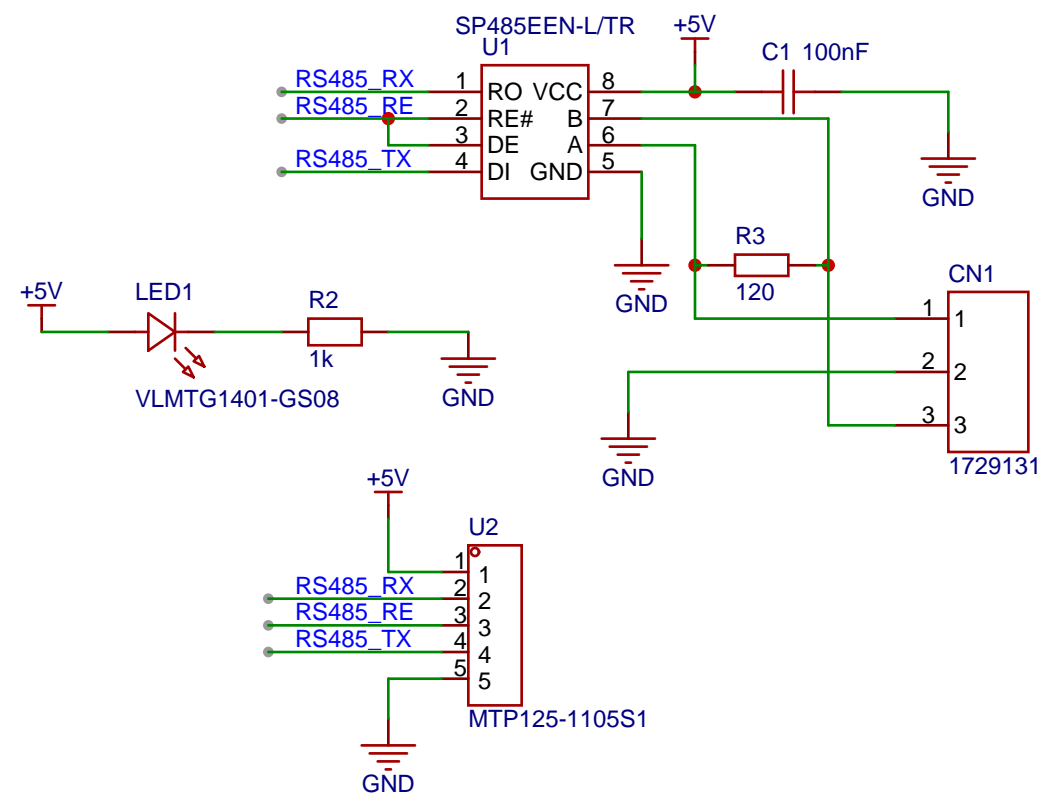 SP485EEN-L/TR
U1
+5V
C1 100nF
RS485_RX 1 RO VCC 8
RS485_RE 2 RE# B 7
3 DE A 6
RS485_TX 4 DI GND 5
GND
GND
R3
120
CN1
1 1
2 2
3 3
1729131
GND
+5V
LED1
R2
1k
VLMTG1401-GS08
GND
+5V
U2
1 1
RS485_RX 2 2
RS485_RE 3 3
RS485_TX 4 4
5 5
MTP125-1105S1
GND